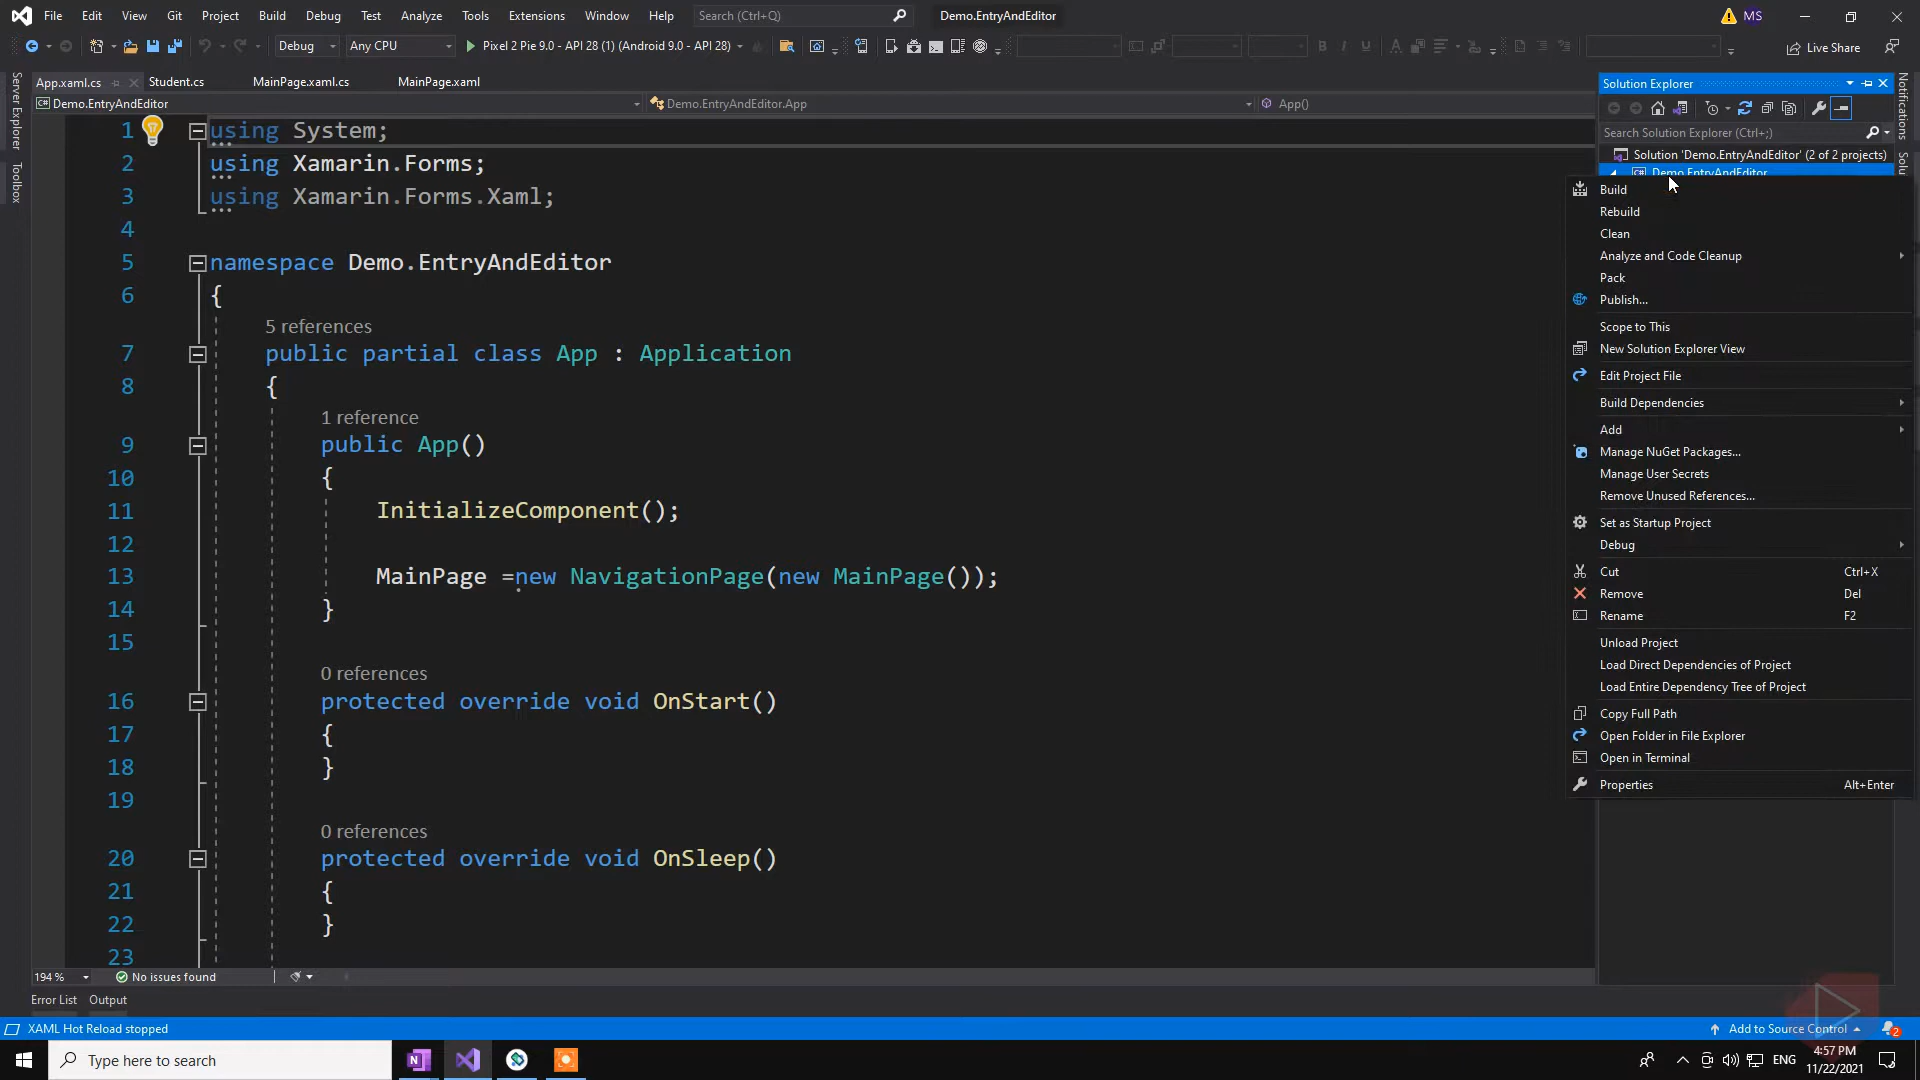 File Edit View Git Project Build Debug Test Analyze Tools Extensions Window Help Search (Ctrl+Q) Demo.EntryAndEditor MS
Debug Any CPU Pixel 2 Pie 9.0 - API 28 (1) (Android 9.0 - API 28) Live Share
Server Explorer
Toolbox
App.xaml.cs Student.cs MainPage.xaml.cs MainPage.xaml
Demo.EntryAndEditor Demo.EntryAndEditor.App App()
1 using System;
2 using Xamarin.Forms;
3 using Xamarin.Forms.Xaml;
4
5 namespace Demo.EntryAndEditor
6 {
5 references
7 public partial class App : Application
8 {
1 reference
9 public App()
10 {
11 InitializeComponent();
12
13 MainPage =new NavigationPage(new MainPage());
14 }
15
0 references
16 protected override void OnStart()
17 {
18 }
19
0 references
20 protected override void OnSleep()
21 {
22 }
23
194 % No issues found
Error List Output
XAML Hot Reload stopped Add to Source Control 2
Solution Explorer
Search Solution Explorer (Ctrl+;)
Solution 'Demo.EntryAndEditor' (2 of 2 projects)
Demo.EntryAndEditor
Notifications
Build
Rebuild
Clean
Analyze and Code Cleanup
Pack
Publish...
Scope to This
New Solution Explorer View
Edit Project File
Build Dependencies
Add
Manage NuGet Packages...
Manage User Secrets
Remove Unused References...
Set as Startup Project
Debug
Cut Ctrl+X
Remove Del
Rename F2
Unload Project
Load Direct Dependencies of Project
Load Entire Dependency Tree of Project
Copy Full Path
Open Folder in File Explorer
Open in Terminal
Properties Alt+Enter
Type here to search ENG 4:57 PM
11/22/2021